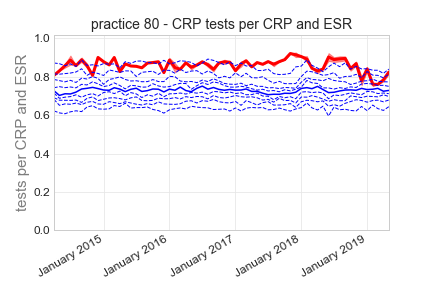 practice 80 - CRP tests per CRP and ESR
tests per CRP and ESR
1.0
0.8
0.6
0.4
0.2
0.0
January 2015
January 2016
January 2017
January 2018
January 2019